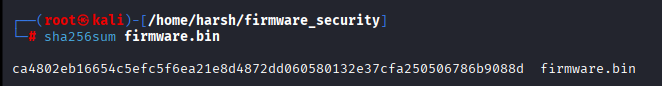 ┌──(root㉿kali)-[/home/harsh/firmware_security]
└─# sha256sum firmware.bin
ca4802eb16654c5efc5f6ea21e8d4872dd060580132e37cfa250506786b9088d  firmware.bin